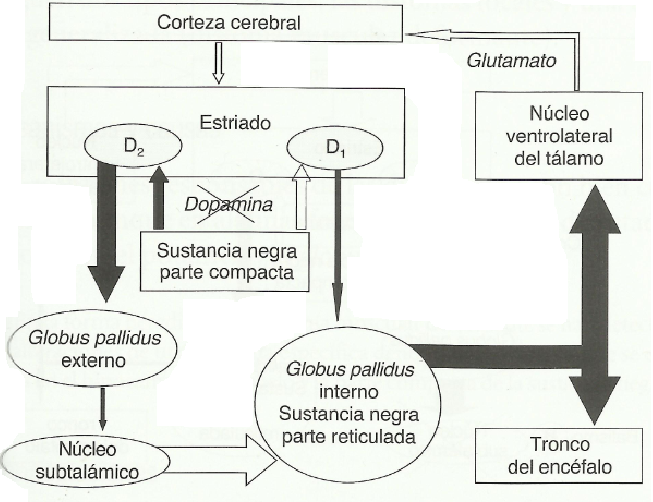 Corteza cerebral
Glutamato
Estriado
D2
D1
Núcleo
ventrolateral
del tálamo
Dopamina
Sustancia negra
parte compacta
Globus pallidus
externo
Globus pallidus
interno
Sustancia negra
parte reticulada
Núcleo
subtalámico
Tronco
del encéfalo